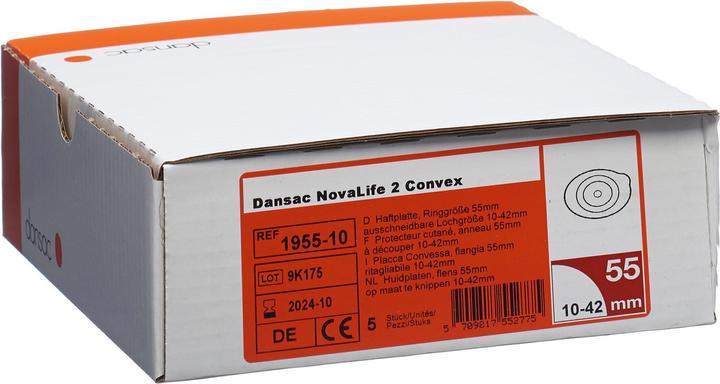 dansac
dansac
Dansac NovaLife 2 Convex
REF 1955-10
LOT 9K175
2024-10
DE CE 5 Stück/Unités/
Pezzi/Stuks
D Haftplatte, Ringgröße 55mm
ausschneidbare Lochgröße 10-42mm
F Protecteur cutané, anneau 55mm
à découper 10-42mm
I Placca Convessa, flangia 55mm
ritagliabile 10-42mm
NL Huidplaten, flens 55mm
op maat te knippen 10-42mm
5 709817 552775
55
10-42 mm